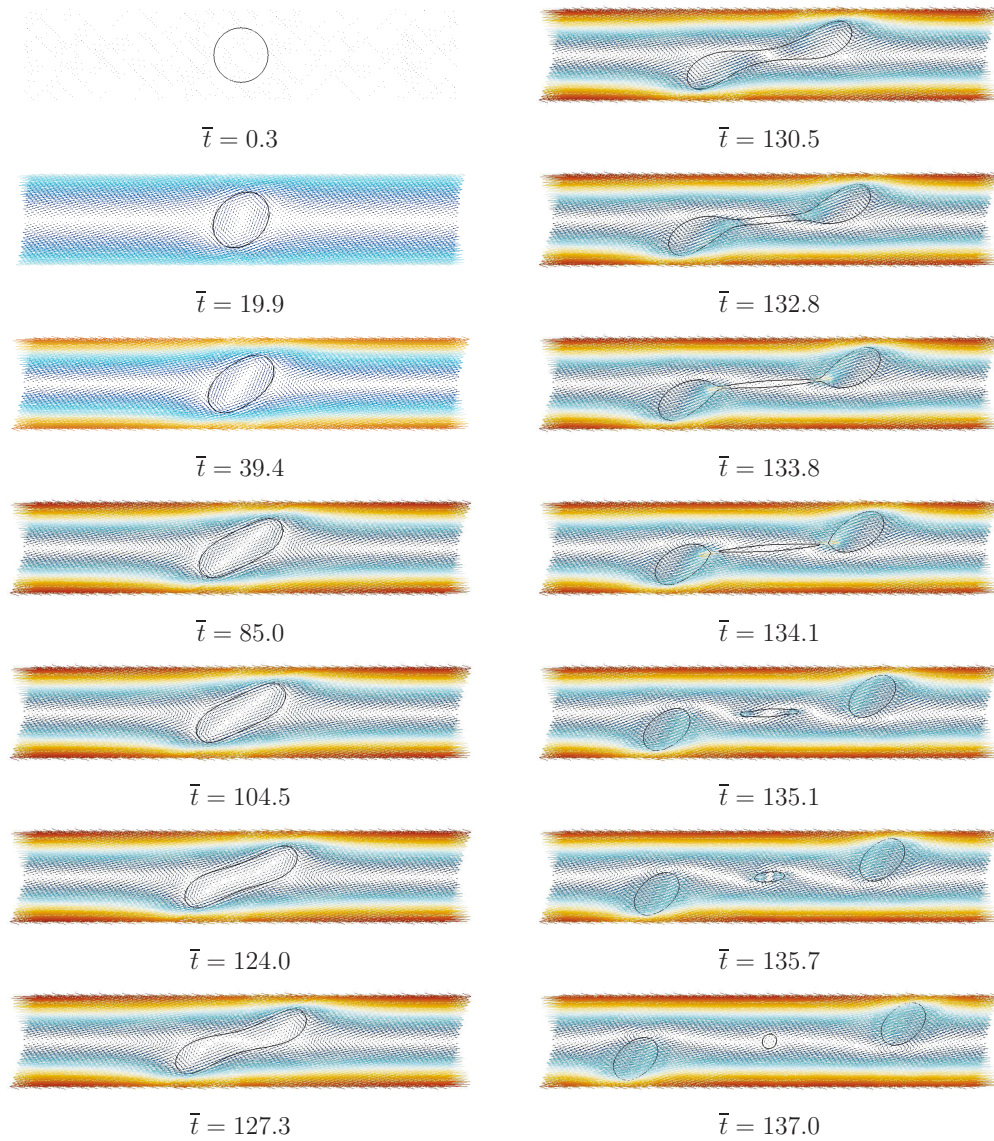 t̅ = 0.3
t̅ = 19.9
t̅ = 39.4
t̅ = 85.0
t̅ = 104.5
t̅ = 124.0
t̅ = 127.3
t̅ = 130.5
t̅ = 132.8
t̅ = 133.8
t̅ = 134.1
t̅ = 135.1
t̅ = 135.7
t̅ = 137.0